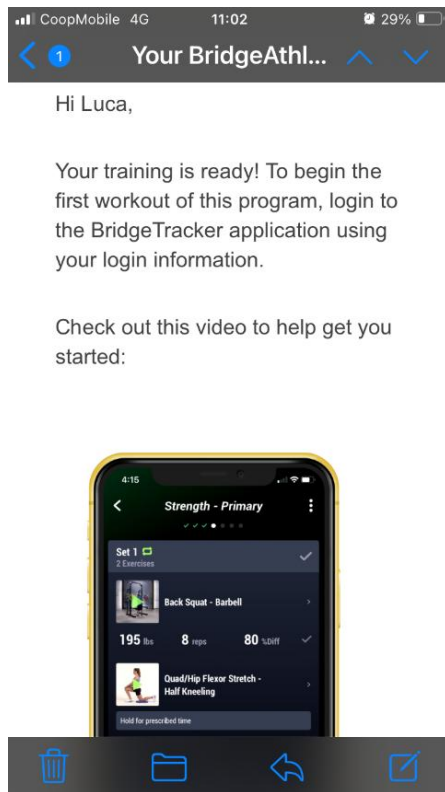 CoopMobile 4G 11:02 29%
1 Your BridgeAthl...
Hi Luca,
Your training is ready! To begin the
first workout of this program, login to
the BridgeTracker application using
your login information.
Check out this video to help get you
started:
4:15
Strength - Primary
Set 1
2 Exercises
Back Squat - Barbell
195 lbs 8 reps 80 %Diff
Quad/Hip Flexor Stretch -
Half Kneeling
Hold for prescribed time